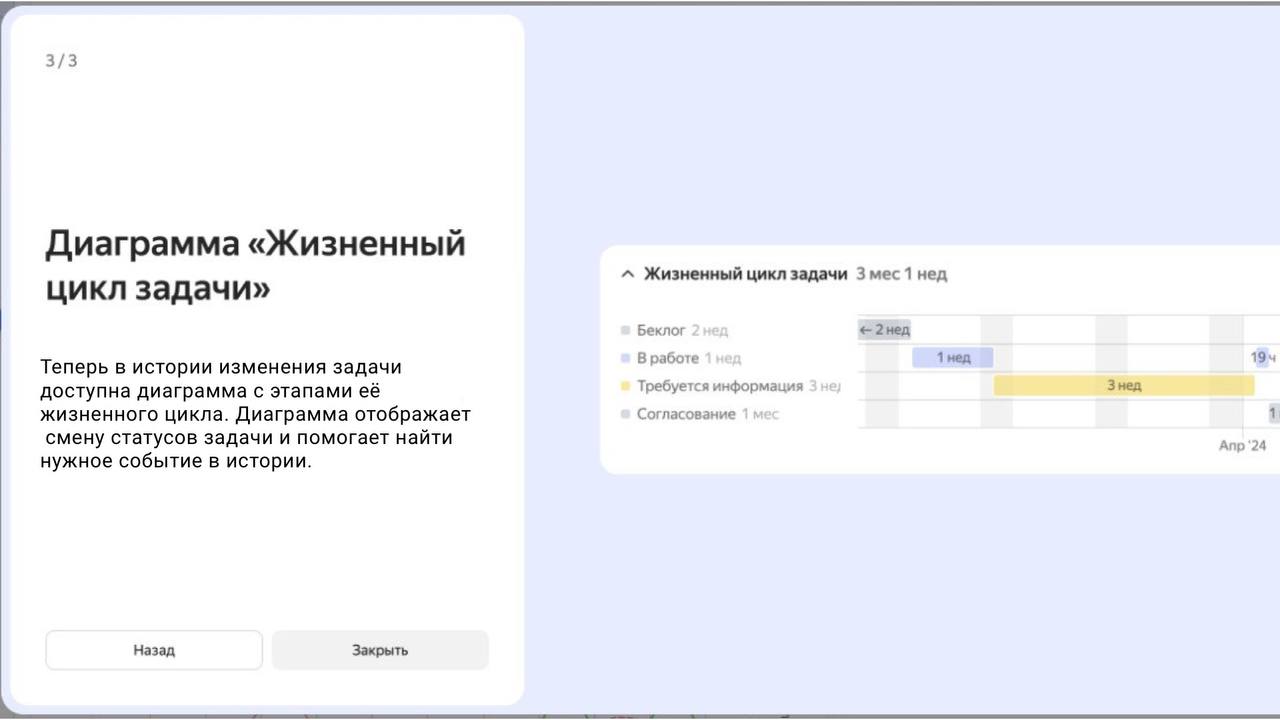 3 / 3
Диаграмма «Жизненный
цикл задачи»
Теперь в истории изменения задачи
доступна диаграмма с этапами её
жизненного цикла. Диаграмма отображает
смену статусов задачи и помогает найти
нужное событие в истории.
Назад
Закрыть
Жизненный цикл задачи 3 мес 1 нед
Беклог 2 нед
← 2 нед
В работе 1 нед
1 нед
19 ч
Требуется информация 3 нед
3 нед
Согласование 1 мес
1
Апр '24